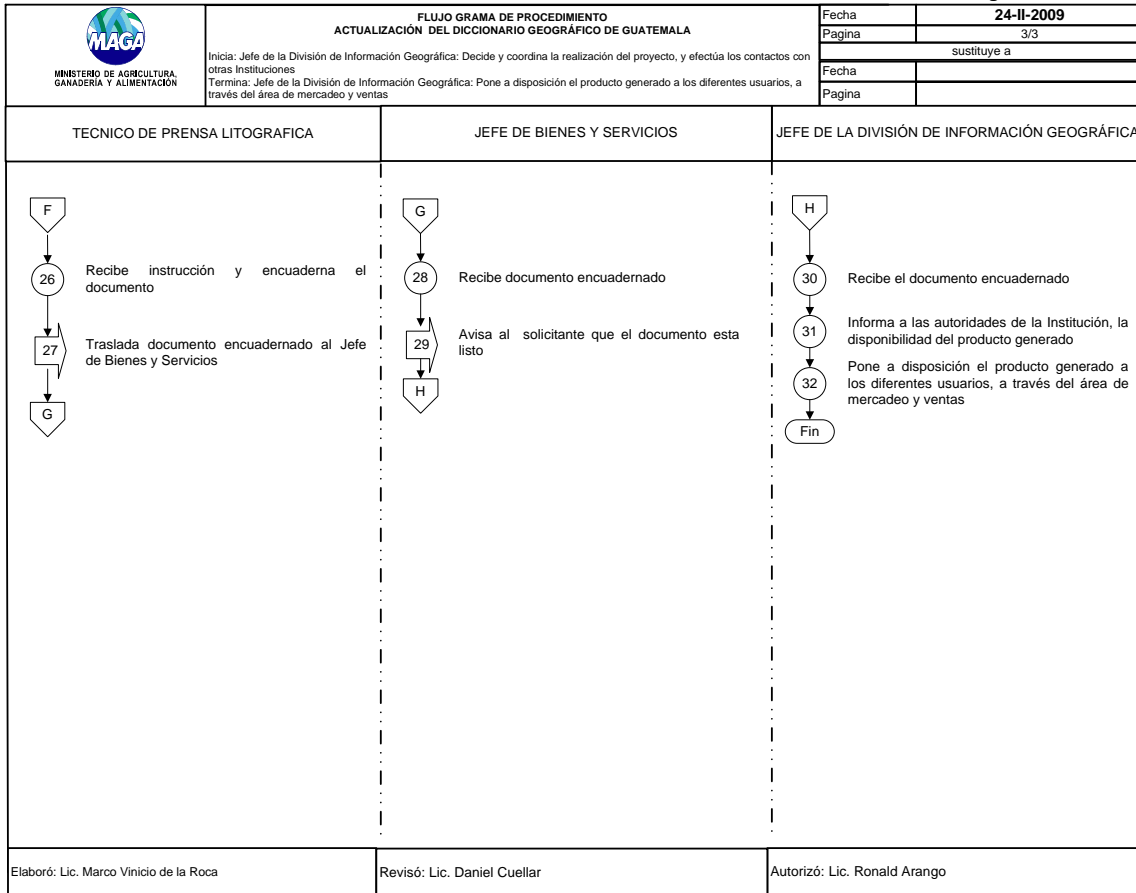 MAGA
MINISTERIO DE AGRICULTURA,
GANADERÍA Y ALIMENTACIÓN
FLUJO GRAMA DE PROCEDIMIENTO
ACTUALIZACIÓN DEL DICCIONARIO GEOGRÁFICO DE GUATEMALA
Inicia: Jefe de la División de Información Geográfica: Decide y coordina la realización del proyecto, y efectúa los contactos con
otras Instituciones
Termina: Jefe de la División de Información Geográfica: Pone a disposición el producto generado a los diferentes usuarios, a
través del área de mercadeo y ventas
Fecha 24-II-2009
Pagina 3/3
sustituye a
Fecha
Pagina
TECNICO DE PRENSA LITOGRAFICA
F
26 Recibe instrucción y encuaderna el
documento
27 Traslada documento encuadernado al Jefe
de Bienes y Servicios
G
JEFE DE BIENES Y SERVICIOS
G
28 Recibe documento encuadernado
29 Avisa al solicitante que el documento esta
listo
H
JEFE DE LA DIVISIÓN DE INFORMACIÓN GEOGRÁFICA
H
30 Recibe el documento encuadernado
31 Informa a las autoridades de la Institución, la
disponibilidad del producto generado
32 Pone a disposición el producto generado a
los diferentes usuarios, a través del área de
mercadeo y ventas
Fin
Elaboró: Lic. Marco Vinicio de la Roca
Revisó: Lic. Daniel Cuellar
Autorizó: Lic. Ronald Arango